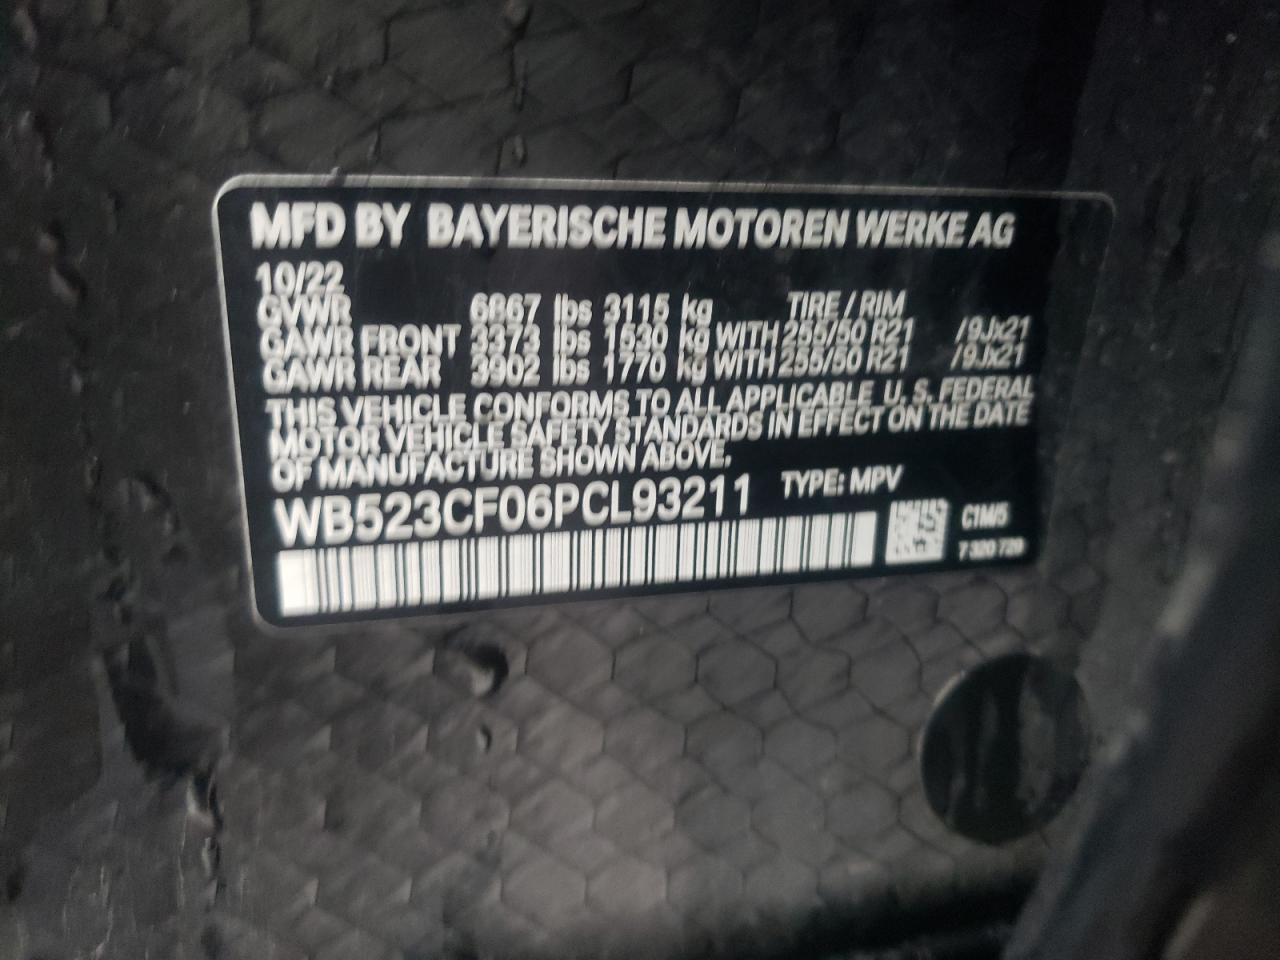 MFD BY BAYERISCHE MOTOREN WERKE AG
10/22
GVWR 6867 lbs 3115 kg TIRE / RIM
GAWR FRONT 3373 lbs 1530 kg WITH 255/50 R21 /9Jx21
GAWR REAR 3902 lbs 1770 kg WITH 255/50 R21 /9Jx21
THIS VEHICLE CONFORMS TO ALL APPLICABLE U. S. FEDERAL
MOTOR VEHICLE SAFETY STANDARDS IN EFFECT ON THE DATE
OF MANUFACTURE SHOWN ABOVE.
WB523CF06PCL93211 TYPE: MPV
C1M/5
7 320 729